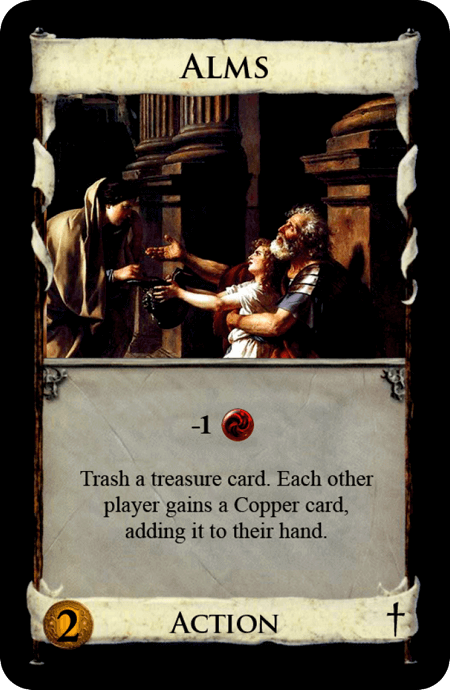 ALMS
-1
Trash a treasure card. Each other
player gains a Copper card,
adding it to their hand.
2 ACTION †